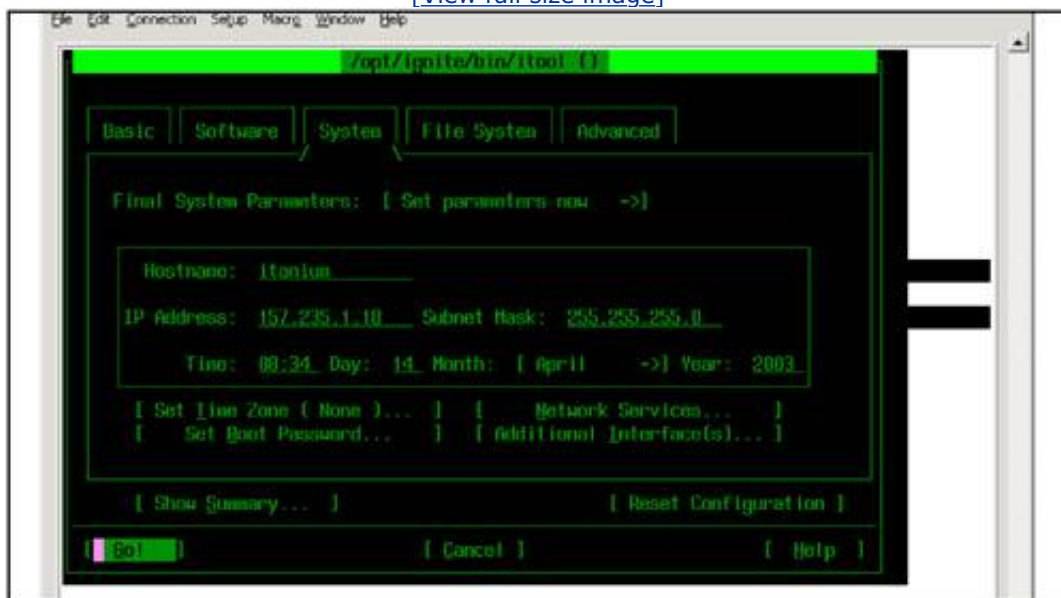 [View full size image]
File Edit Connection Setup Macro Window Help
/opt/ignite/bin/itool ()
Basic Software System File System Advanced
Final System Parameters: [ Set parameters now ->]
Hostname: itanium
IP Address: 157.235.1.18 Subnet Mask: 255.255.255.0
Time: 08:34 Day: 14 Month: [ April ->] Year: 2003
[ Set Time Zone ( None )... ] [ Network Services... ]
[ Set Root Password... ] [ Additional Interface(s)... ]
[ Show Summary... ] [ Reset Configuration ]
[ Go! ] [ Cancel ] [ Help ]